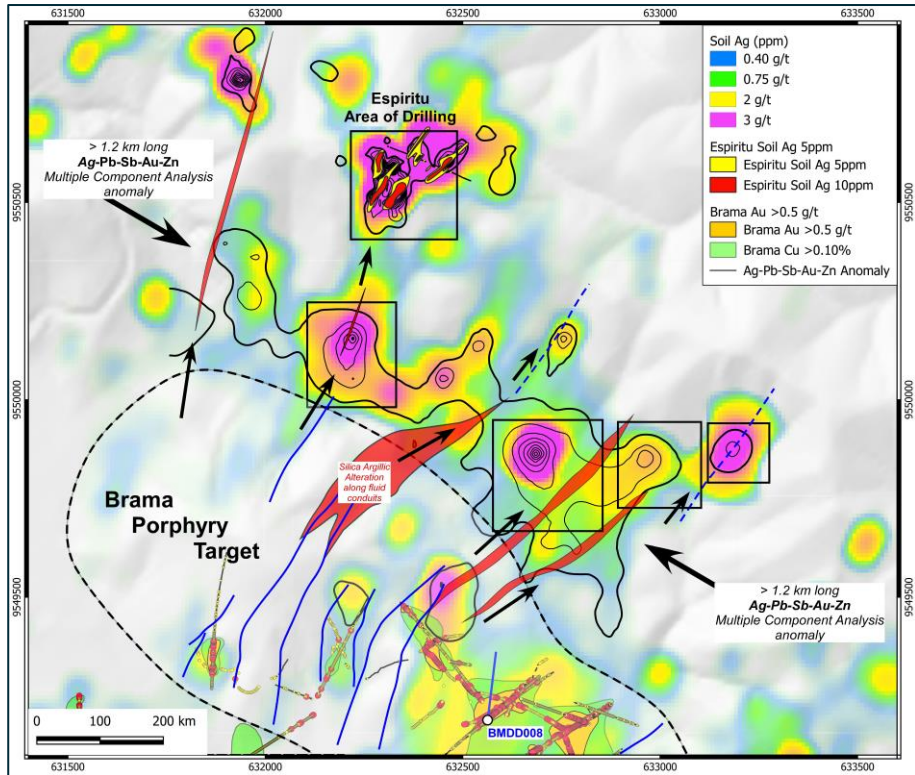 631500
632000
632500
633000
633500
9550500
9550000
9549500
Espiritu
Area of Drilling
> 1.2 km long
Ag-Pb-Sb-Au-Zn
Multiple Component Analysis
anomaly
Soil Ag (ppm)
0.40 g/t
0.75 g/t
2 g/t
3 g/t
Espiritu Soil Ag 5ppm
Espiritu Soil Ag 5ppm
Espiritu Soil Ag 10ppm
Brama Au >0.5 g/t
Brama Au >0.5 g/t
Brama Cu >0.10%
Ag-Pb-Sb-Au-Zn Anomaly
Silica Argillic
Alteration
along fluid
conduits
Brama
Porphyry
Target
> 1.2 km long
Ag-Pb-Sb-Au-Zn
Multiple Component Analysis
anomaly
BMDD008
0 100 200 km
631500
632000
632500
633000
633500